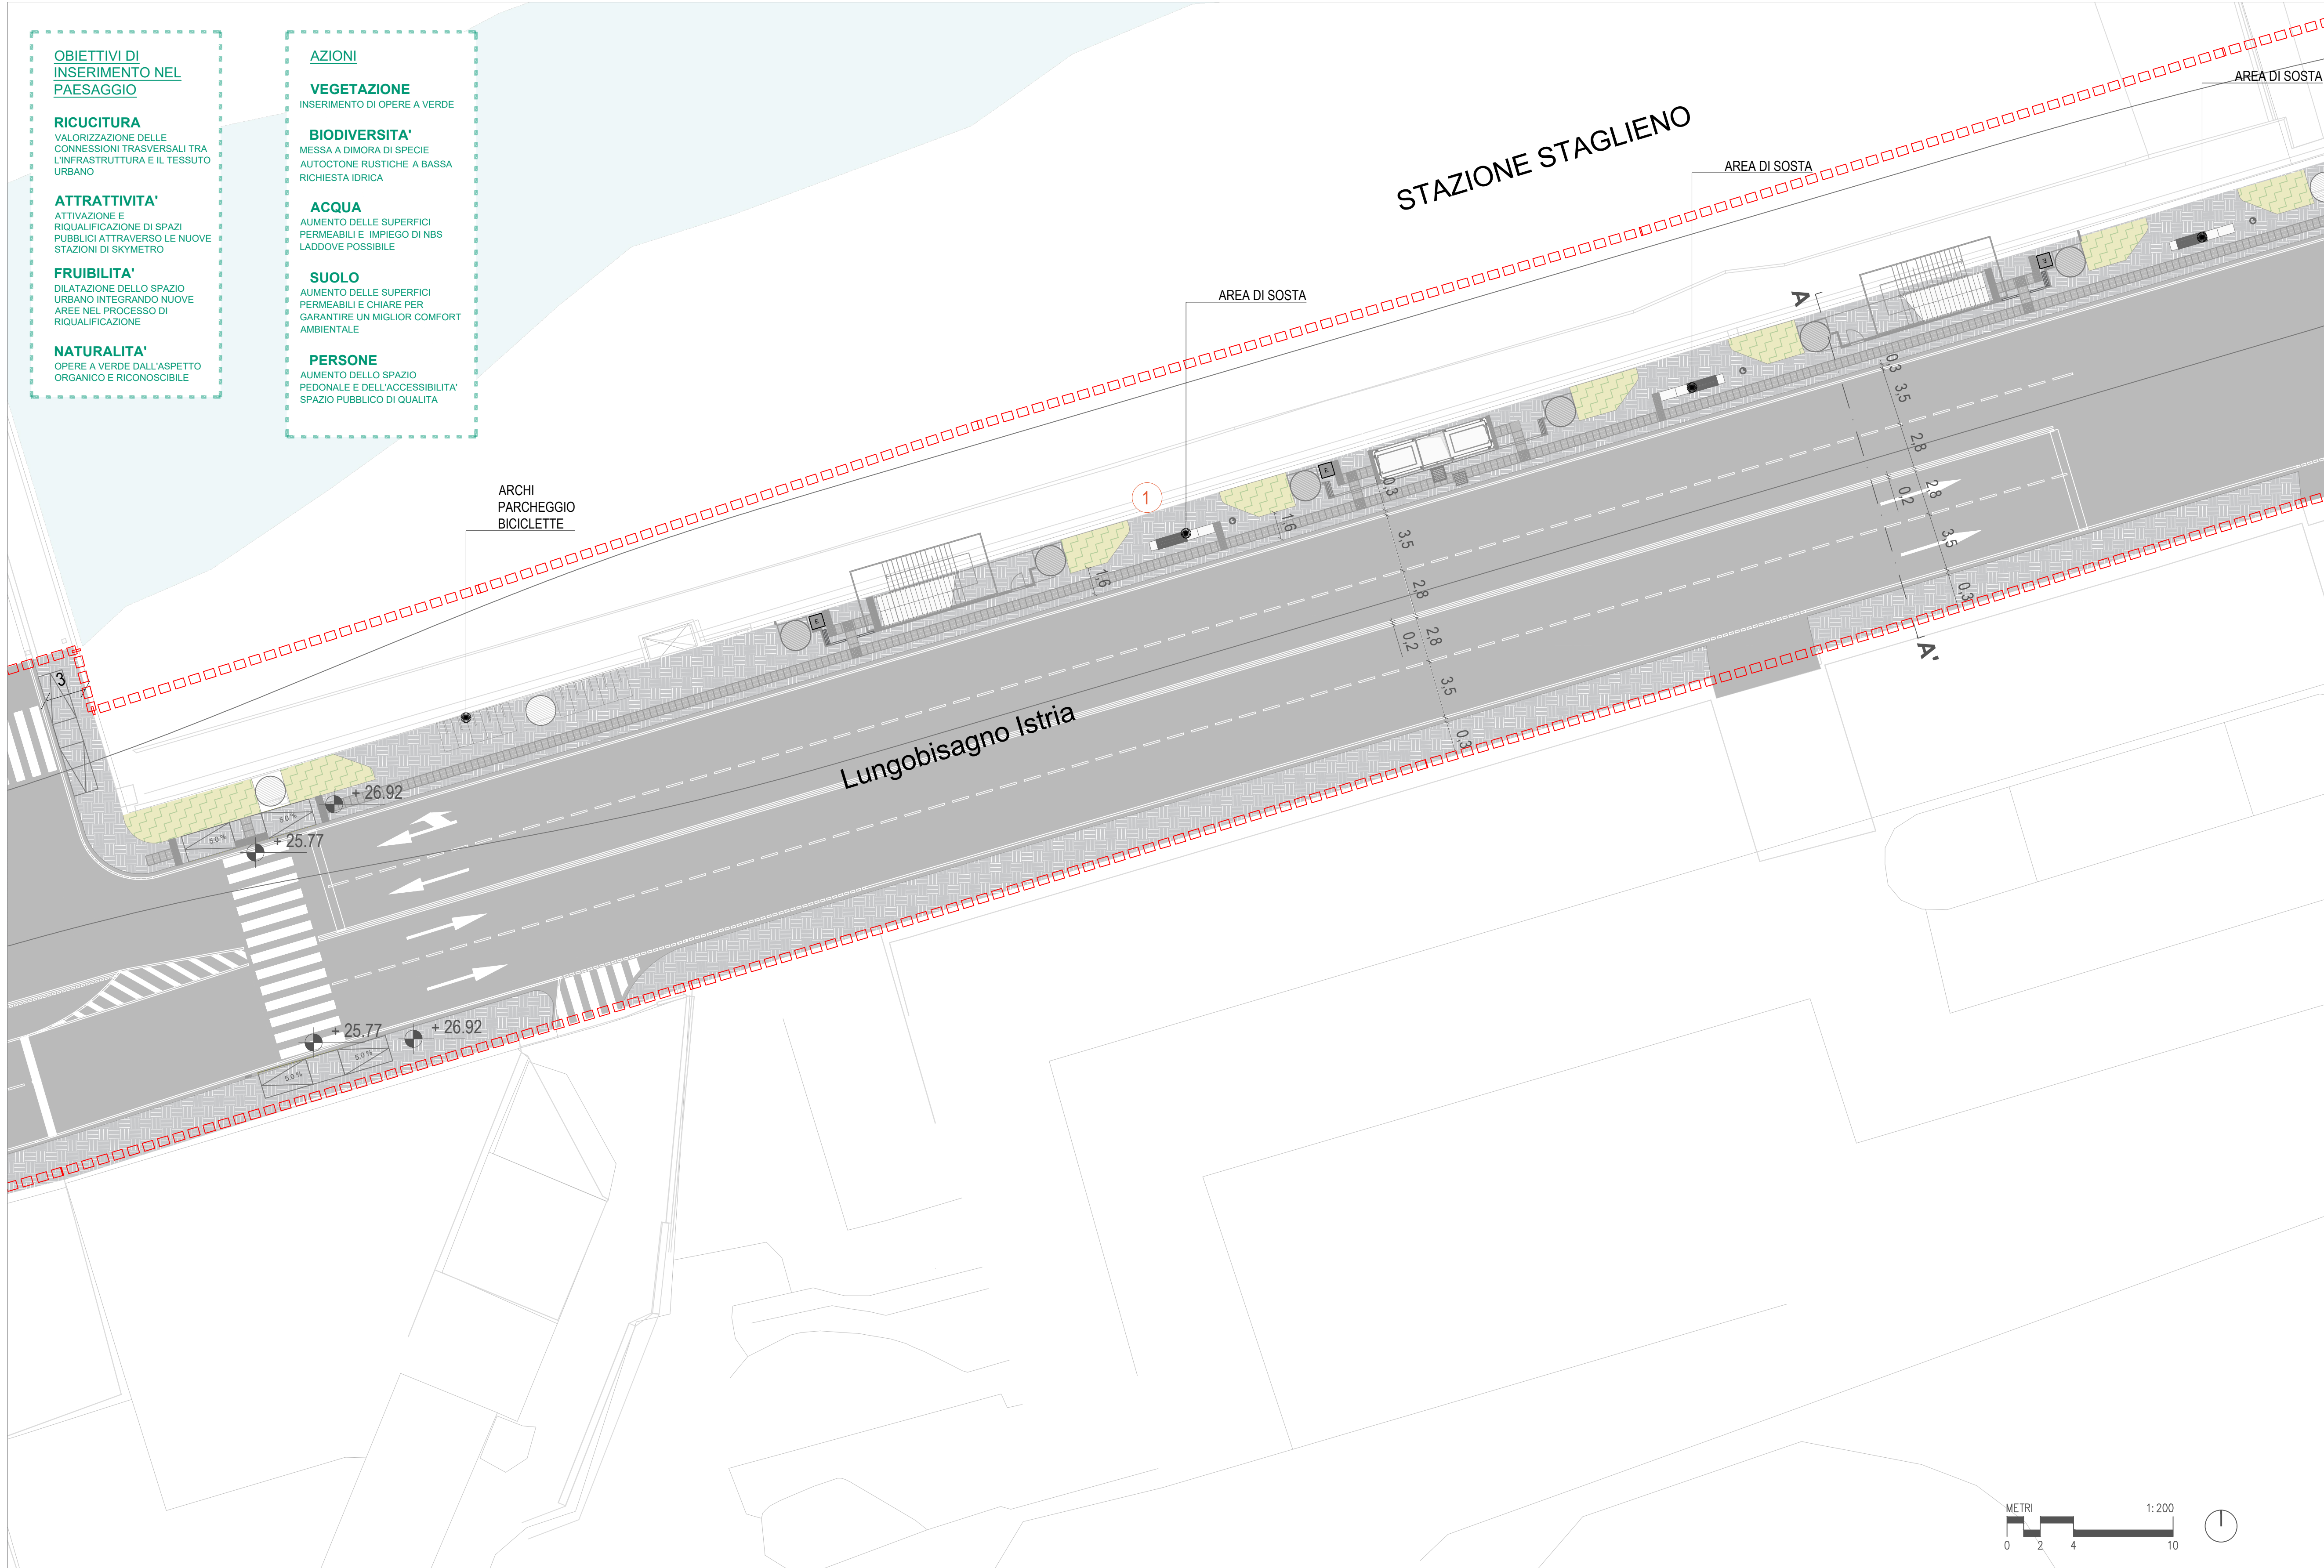 OBIETTIVI DI
INSERIMENTO NEL
PAESAGGIO
RICUCITURA
VALORIZZAZIONE DELLE
CONNESSIONI TRASVERSALI TRA
L'INFRASTRUTTURA E IL TESSUTO
URBANO
ATTRATTIVITA'
ATTIVAZIONE E
RIQUALIFICAZIONE DI SPAZI
PUBBLICI ATTRAVERSO LE NUOVE
STAZIONI DI SKYMETRO
FRUIBILITA'
DILATAZIONE DELLO SPAZIO
URBANO INTEGRANDO NUOVE
AREE NEL PROCESSO DI
RIQUALIFICAZIONE
NATURALITA'
OPERE A VERDE DALL'ASPETTO
ORGANICO E RICONOSCIBILE
AZIONI
VEGETAZIONE
INSERIMENTO DI OPERE A VERDE
BIODIVERSITA'
MESSA A DIMORA DI SPECIE
AUTOCTONE RUSTICHE A BASSA
RICHIESTA IDRICA
ACQUA
AUMENTO DELLE SUPERFICI
PERMEABILI E IMPIEGO DI NBS
LADDOVE POSSIBILE
SUOLO
AUMENTO DELLE SUPERFICI
PERMEABILI E CHIARE PER
GARANTIRE UN MIGLIOR COMFORT
AMBIENTALE
PERSONE
AUMENTO DELLO SPAZIO
PEDONALE E DELL'ACCESSIBILITA'
SPAZIO PUBBLICO DI QUALITA
STAZIONE STAGLIENO
AREA DI SOSTA
AREA DI SOSTA
AREA DI SOSTA
ARCHI
PARCHEGGIO
BICICLETTE
1
3
A
A'
E
E
E
1,6
1,6
0,3
3,5
2,8
0,2
2,8
3,5
0,3
0,3
3,5
2,8
0,2
2,8
3,5
0,3
Lungobisagno Istria
+ 26.92
+ 25.77
5.0 %
5.0 %
+ 25.77
+ 26.92
5.0 %
5.0 %
METRI 1:200
0 2 4 10